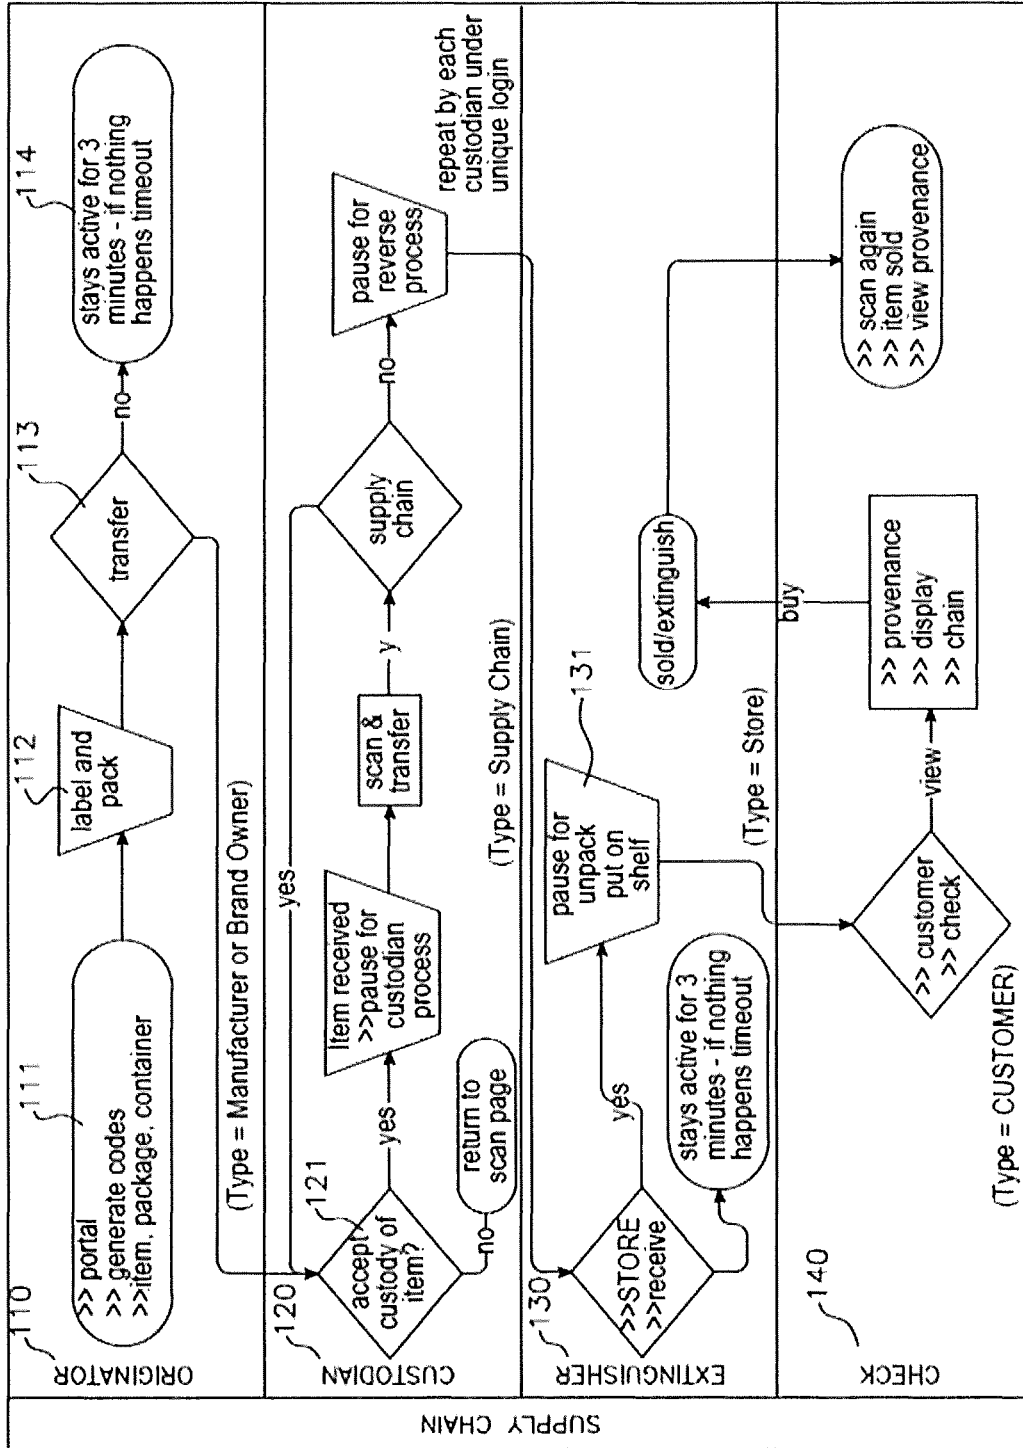 SUPPLY CHAIN
110
ORIGINATOR
111
>> portal
>> generate codes
>>item, package, container
112
label and
pack
113
transfer
no
114
stays active for 3
minutes - if nothing
happens timeout
(Type = Manufacturer or Brand Owner)
120
CUSTODIAN
121
accept
custody of
item?
yes
no
return to
scan page
Item received
>>pause for
custodian
process
scan &
transfer
y
supply
chain
yes
no
pause for
reverse
process
repeat by each
custodian under
unique login
(Type = Supply Chain)
130
EXTINGUISHER
>>STORE
>>receive
yes
stays active for 3
minutes - if nothing
happens timeout
pause for
unpack
put on
shelf
131
sold/extinguish
(Type = Store)
140
CHECK
>> customer
>> check
view
>> provenance
>> display
>> chain
buy
>> scan again
>> item sold
>> view provenance
(Type = CUSTOMER)